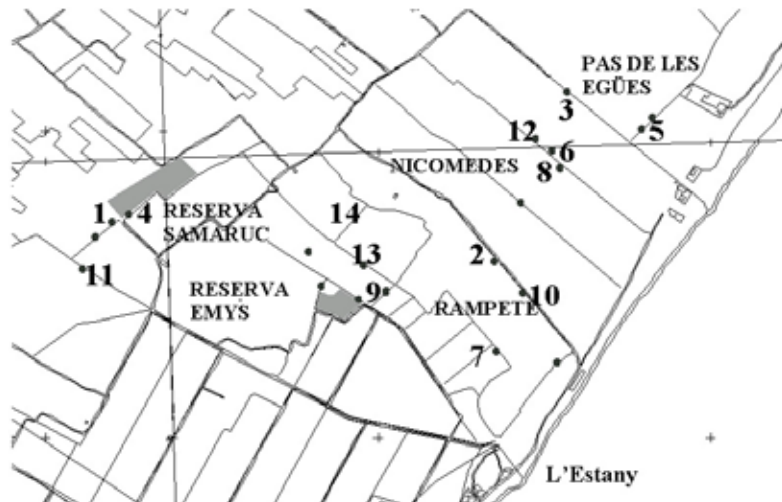 PAS DE LES
EGÜES
3
5
12
6
8
NICOMEDES
1
4
RESERVA
SAMARUC
14
11
13
2
RESERVA
EMYS
9
10
RAMPETE
7
L'Estany